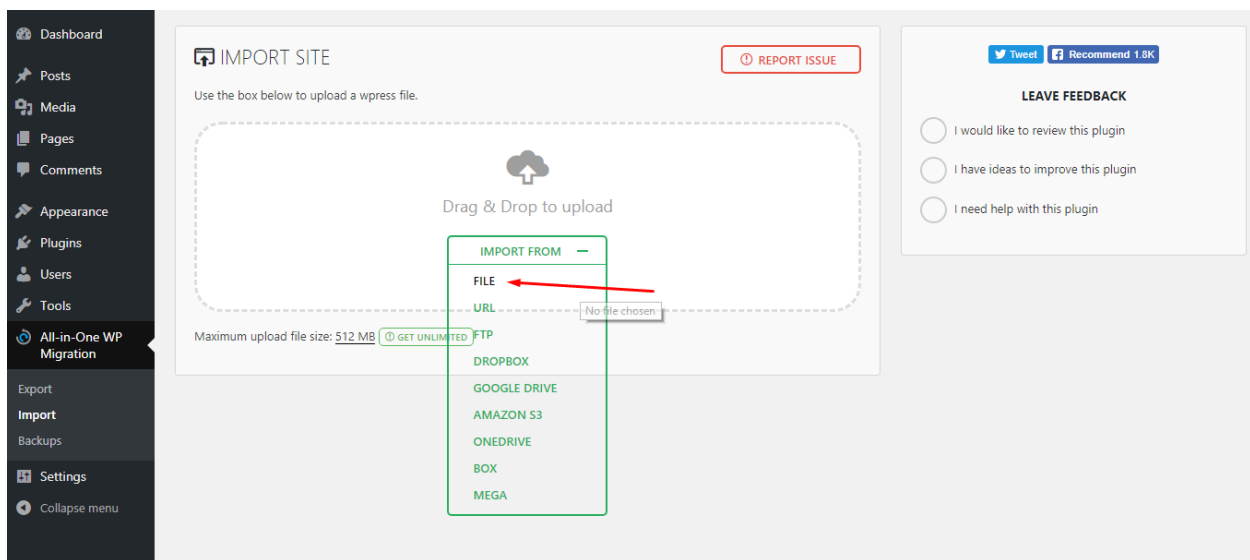 Dashboard
Posts
Media
Pages
Comments
Appearance
Plugins
Users
Tools
All-in-One WP
Migration
Export
Import
Backups
Settings
Collapse menu
IMPORT SITE
REPORT ISSUE
Use the box below to upload a wpress file.
Drag & Drop to upload
IMPORT FROM
FILE
URL
No file chosen
Maximum upload file size: 512 MB GET UNLIMITED
FTP
DROPBOX
GOOGLE DRIVE
AMAZON S3
ONEDRIVE
BOX
MEGA
Tweet Recommend 1.8K
LEAVE FEEDBACK
I would like to review this plugin
I have ideas to improve this plugin
I need help with this plugin